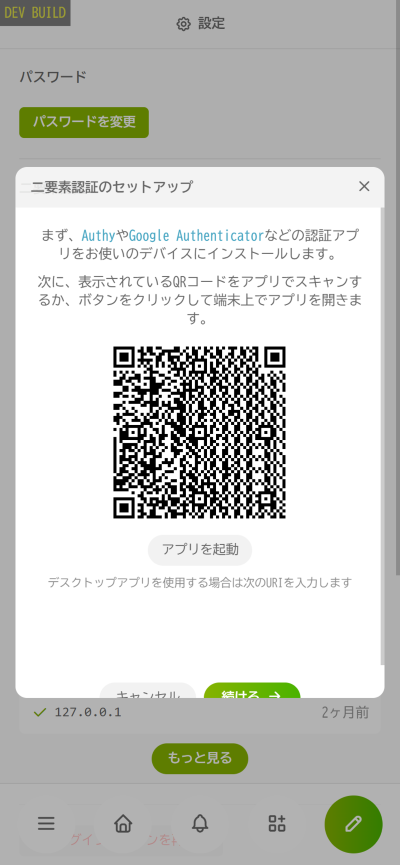 DEV BUILD
設定
パスワード
パスワードを変更
二要素認証のセットアップ
まず、AuthyやGoogle Authenticatorなどの認証アプ
リをお使いのデバイスにインストールします。
次に、表示されているQRコードをアプリでスキャンす
るか、ボタンをクリックして端末上でアプリを開きま
す。
アプリを起動
デスクトップアプリを使用する場合は次のURIを入力します
キャンセル
続ける
127.0.0.1
2ヶ月前
もっと見る